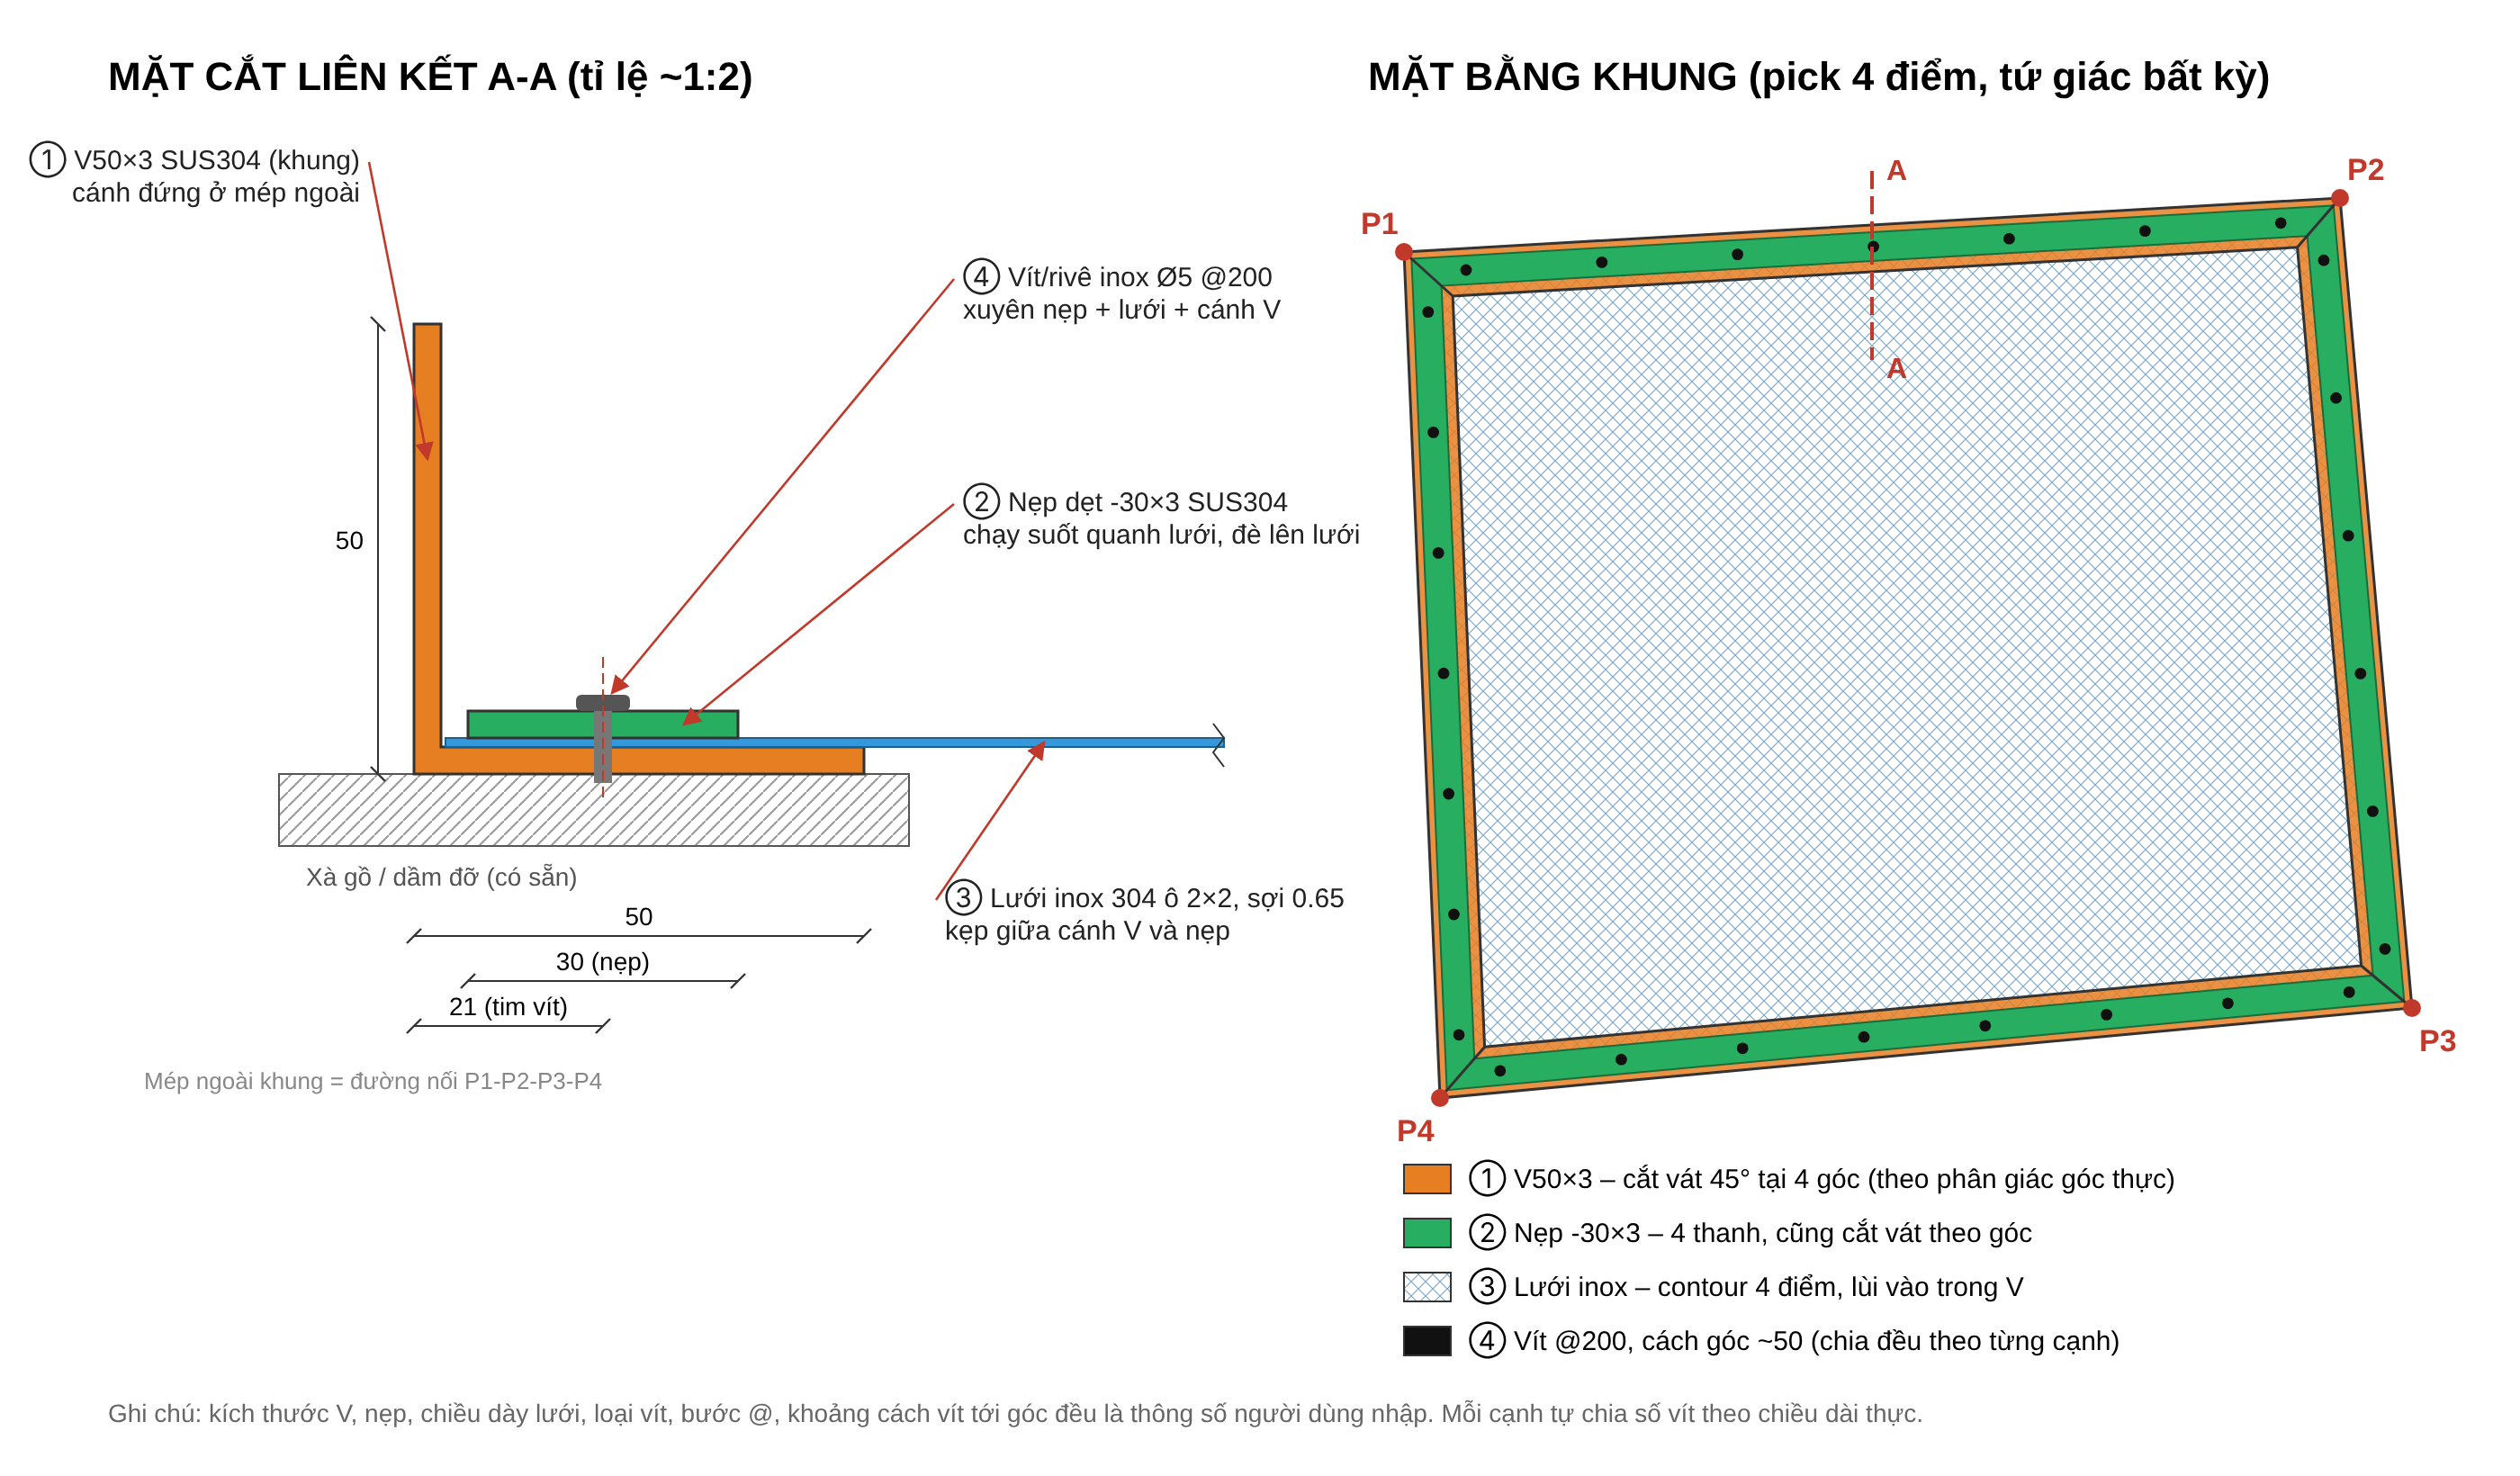 MẶT CẮT LIÊN KẾT A-A (tỉ lệ ~1:2)
① V50×3 SUS304 (khung)
cánh đứng ở mép ngoài
④ Vít/rivê inox Ø5 @200
xuyên nẹp + lưới + cánh V
② Nẹp dẹt -30×3 SUS304
chạy suốt quanh lưới, đè lên lưới
50
Xà gồ / dầm đỡ (có sẵn)
③ Lưới inox 304 ô 2×2, sợi 0.65
kẹp giữa cánh V và nẹp
50
30 (nẹp)
21 (tim vít)
Mép ngoài khung = đường nối P1-P2-P3-P4
MẶT BẰNG KHUNG (pick 4 điểm, tứ giác bất kỳ)
A
P2
P1
A
P3
P4
① V50×3 – cắt vát 45° tại 4 góc (theo phân giác góc thực)
② Nẹp -30×3 – 4 thanh, cũng cắt vát theo góc
③ Lưới inox – contour 4 điểm, lùi vào trong V
④ Vít @200, cách góc ~50 (chia đều theo từng cạnh)
Ghi chú: kích thước V, nẹp, chiều dày lưới, loại vít, bước @, khoảng cách vít tới góc đều là thông số người dùng nhập. Mỗi cạnh tự chia số vít theo chiều dài thực.